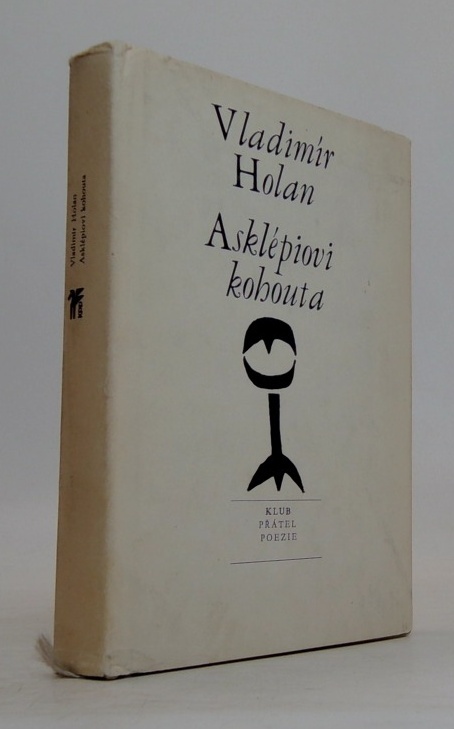 Vladimír
Holan
Asklépiovi
kohouta
KLUB
PŘÁTEL
POEZIE
Vladimír Holan
Asklépiovi kohouta